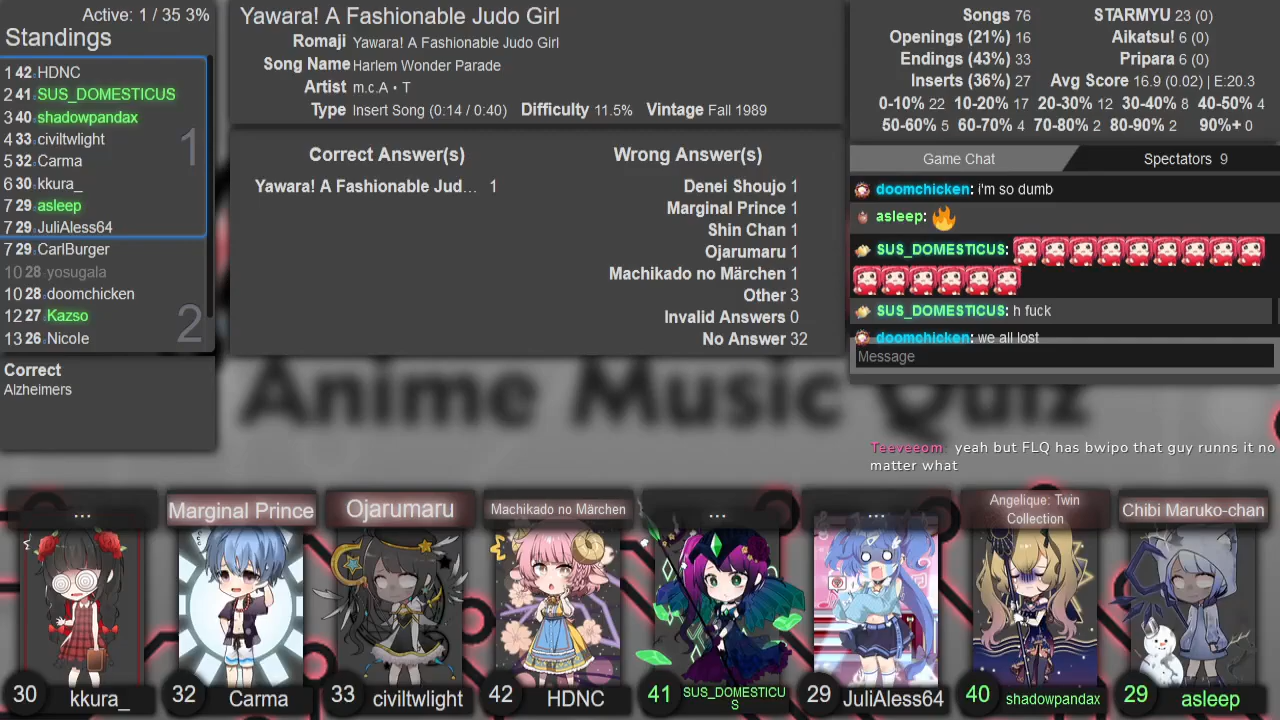 Active: 1 / 35 3%
Standings
1 42 HDNC
2 41 SUS_DOMESTICUS
3 40 shadowpandax
4 33 civiltwlight
5 32 Carma
6 30 kkura_
7 29 asleep
7 29 JuliAless64
7 29 CarlBurger
10 28 yosugala
10 28 doomchicken
12 27 Kazso
13 26 Nicole
1
2
Correct
Alzheimers
Yawara! A Fashionable Judo Girl
Romaji Yawara! A Fashionable Judo Girl
Song Name Harlem Wonder Parade
Artist m.c.A・T
Type Insert Song (0:14 / 0:40) Difficulty 11.5% Vintage Fall 1989
Correct Answer(s)
Yawara! A Fashionable Jud... 1
Wrong Answer(s)
Denei Shoujo 1
Marginal Prince 1
Shin Chan 1
Ojarumaru 1
Machikado no Märchen 1
Other 3
Invalid Answers 0
No Answer 32
Songs 76 STARMYU 23 (0)
Openings (21%) 16 Aikatsu! 6 (0)
Endings (43%) 33 Pripara 6 (0)
Inserts (36%) 27 Avg Score 16.9 (0.02) | E:20.3
0-10% 22 10-20% 17 20-30% 12 30-40% 8 40-50% 4
50-60% 5 60-70% 4 70-80% 2 80-90% 2 90%+ 0
Game Chat
Spectators 9
doomchicken: i'm so dumb
asleep:
SUS_DOMESTICUS:
SUS_DOMESTICUS: h fuck
doomchicken: we all lost
Message
Anime Music Quiz
Teeveeom: yeah but FLQ has bwipo that guy runns it no
matter what
...
Marginal Prince
Ojarumaru
Machikado no Märchen
...
...
Angelique: Twin
Collection
Chibi Maruko-chan
30 kkura_
32 Carma
33 civiltwlight
42 HDNC
41 SUS_DOMESTICU
S
29 JuliAless64
40 shadowpandax
29 asleep